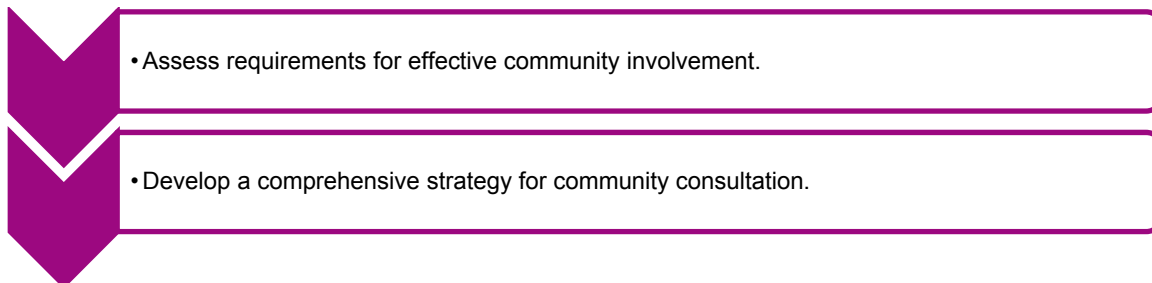 •Assess requirements for effective community involvement.
•Develop a comprehensive strategy for community consultation.